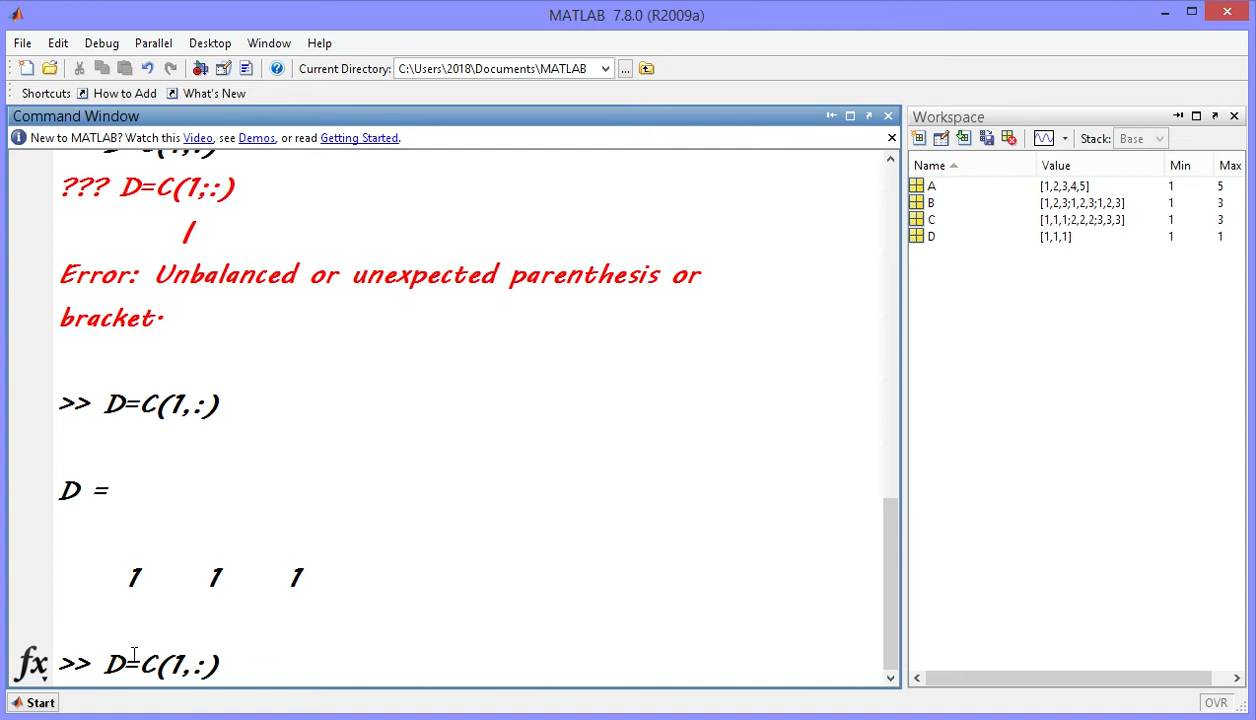 MATLAB 7.8.0 (R2009a)
File Edit Debug Parallel Desktop Window Help
Current Directory: C:\Users\2018\Documents\MATLAB ...
Shortcuts How to Add What's New
Command Window
New to MATLAB? Watch this Video, see Demos, or read Getting Started.
??? D=C(1;:)
|
Error: Unbalanced or unexpected parenthesis or
bracket.
>> D=C(1,:)
D =
1 1 1
fx >> D=C(1,:)
Workspace
Stack: Base
Name Value Min Max
A [1,2,3,4,5] 1 5
B [1,2,3;1,2,3;1,2,3] 1 3
C [1,1,1;2,2,2;3,3,3] 1 3
D [1,1,1] 1 1
Start
OVR